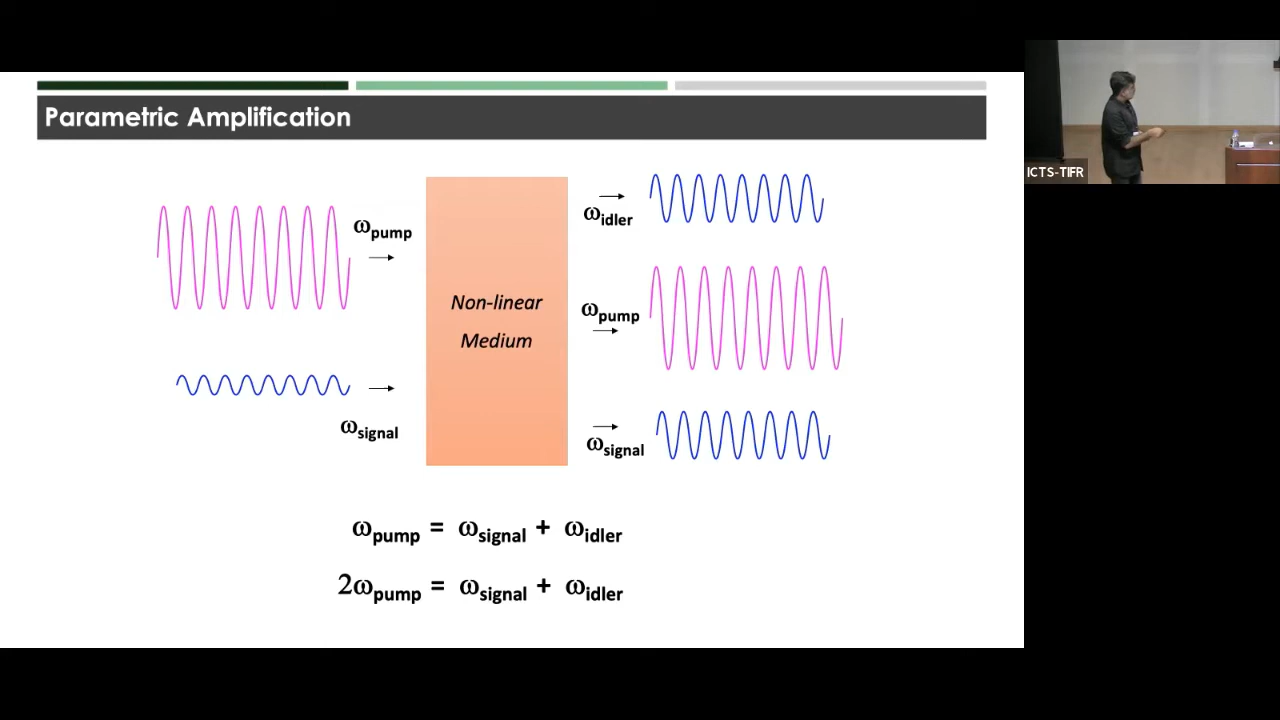 Parametric Amplification
ICTS-TIFR
ωpump
Non-linear
Medium
ωsignal
ωidler
ωpump
ωsignal
ωpump = ωsignal + ωidler
2ωpump = ωsignal + ωidler